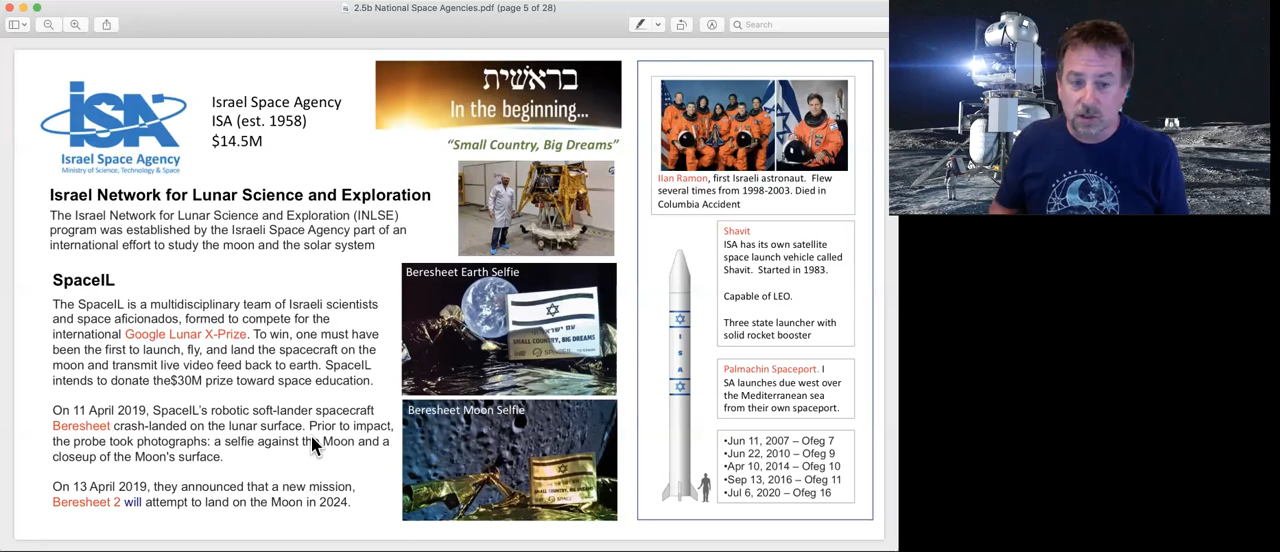 2.5b National Space Agencies.pdf (page 5 of 28)
Search
ISA
Israel Space Agency
Ministry of Science, Technology & Space
Israel Space Agency
ISA (est. 1958)
$14.5M
בראשית
In the beginning...
“Small Country, Big Dreams”
Israel Network for Lunar Science and Exploration
The Israel Network for Lunar Science and Exploration (INLSE)
program was established by the Israeli Space Agency part of an
international effort to study the moon and the solar system
SpaceIL
The SpaceIL is a multidisciplinary team of Israeli scientists
and space aficionados, formed to compete for the
international Google Lunar X-Prize. To win, one must have
been the first to launch, fly, and land the spacecraft on the
moon and transmit live video feed back to earth. SpaceIL
intends to donate the$30M prize toward space education.
On 11 April 2019, SpaceIL's robotic soft-lander spacecraft
Beresheet crash-landed on the lunar surface. Prior to impact,
the probe took photographs: a selfie against the Moon and a
closeup of the Moon's surface.
On 13 April 2019, they announced that a new mission,
Beresheet 2 will attempt to land on the Moon in 2024.
Beresheet Earth Selfie
SMALL COUNTRY, BIG DREAMS
Beresheet Moon Selfie
SMALL COUNTRY, BIG DREAMS
Ilan Ramon, first Israeli astronaut. Flew
several times from 1998-2003. Died in
Columbia Accident
Shavit
ISA has its own satellite
space launch vehicle called
Shavit. Started in 1983.
Capable of LEO.
Three state launcher with
solid rocket booster
I
S
A
Palmachin Spaceport. I
SA launches due west over
the Mediterranean sea
from their own spaceport.
•Jun 11, 2007 – Ofeg 7
•Jun 22, 2010 – Ofeg 9
•Apr 10, 2014 – Ofeg 10
•Sep 13, 2016 – Ofeg 11
•Jul 6, 2020 – Ofeg 16